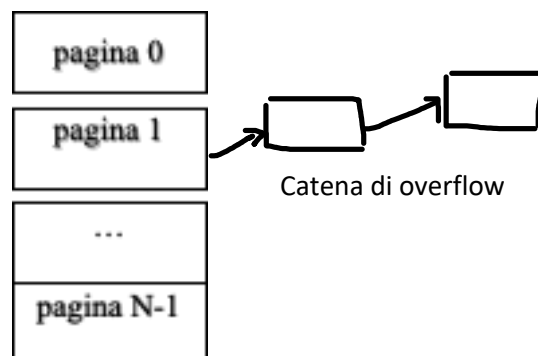 pagina 0
pagina 1
Catena di overflow
...
pagina N-1